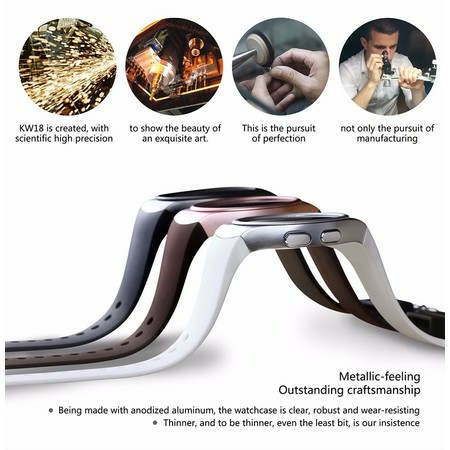 KW18 is created, with
scientific high precision
to show the beauty of
an exquisite art.
This is the pursuit
of perfection
not only the pursuit of
manufacturing
Metallic-feeling
Outstanding craftsmanship
● Being made with anodized aluminum, the watchcase is clear, robust and wear-resisting
● Thinner, and to be thinner, even the least bit, is our insistence